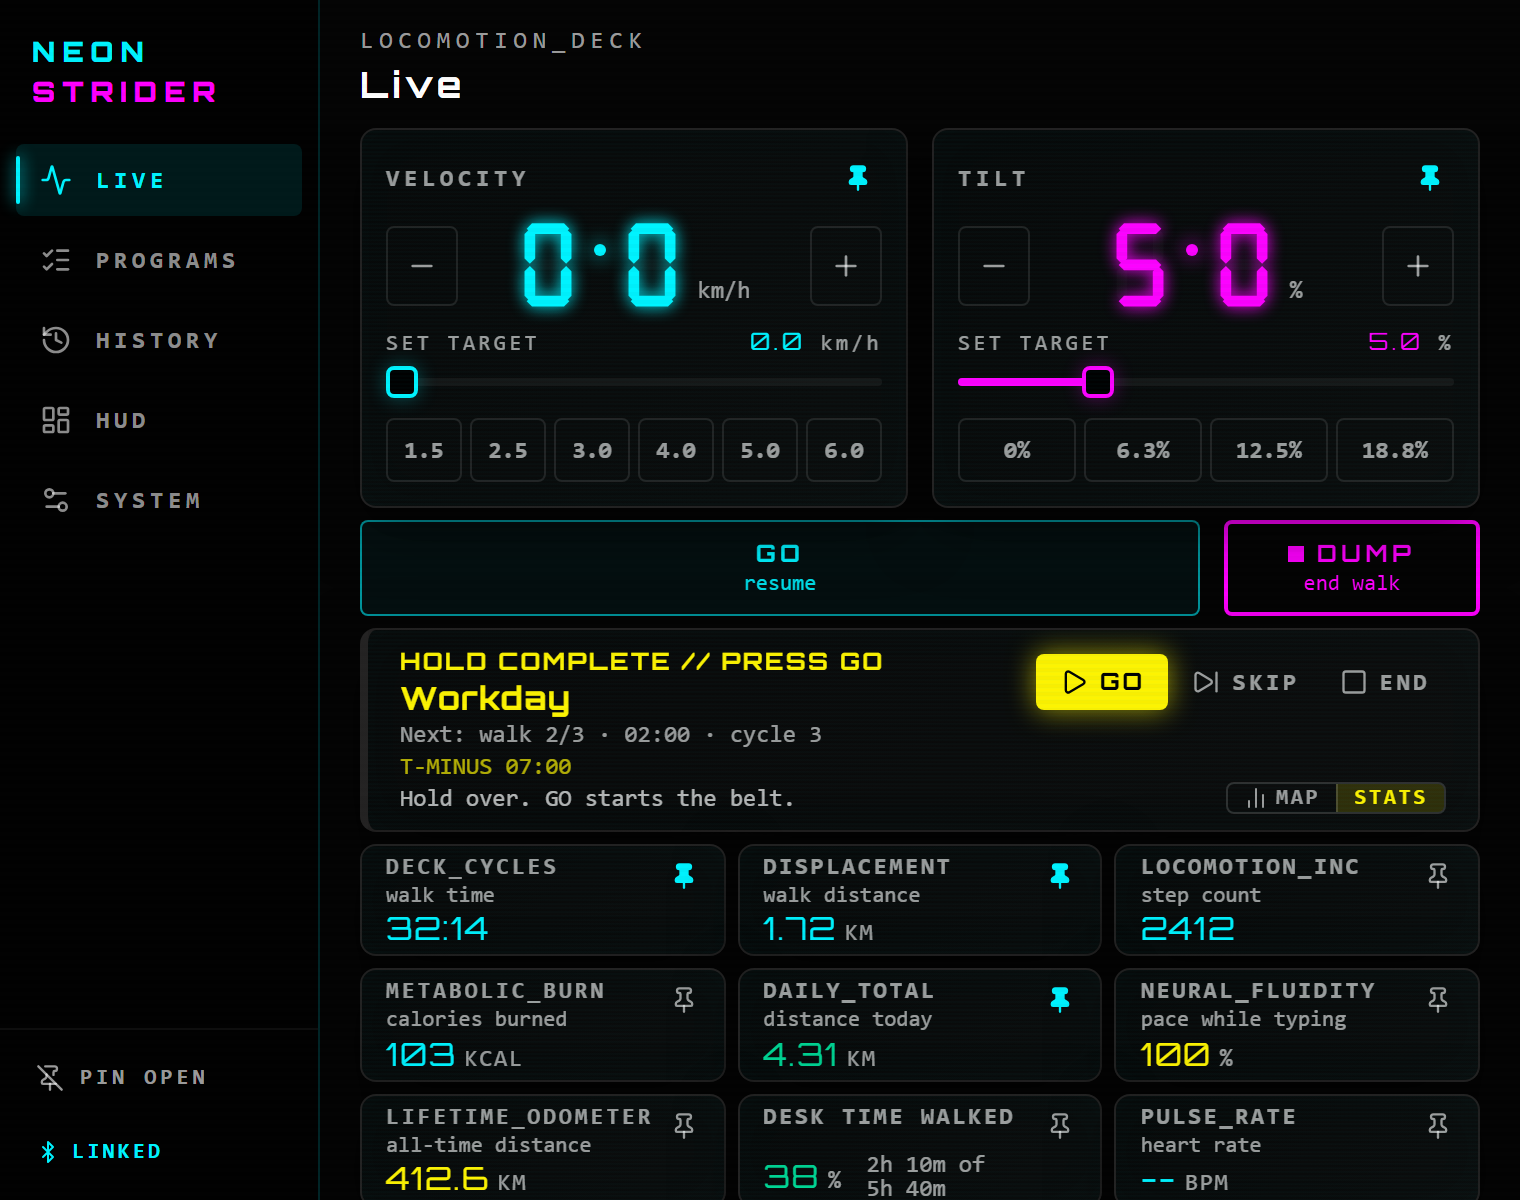 NEON
STRIDER
LIVE
PROGRAMS
HISTORY
HUD
SYSTEM
PIN OPEN
LINKED
LOCOMOTION_DECK
Live
VELOCITY
0.0 km/h
SET TARGET 0.0 km/h
1.5 2.5 3.0 4.0 5.0 6.0
TILT
5.0 %
SET TARGET 5.0 %
0% 6.3% 12.5% 18.8%
GO
resume
DUMP
end walk
HOLD COMPLETE // PRESS GO
Workday
Next: walk 2/3 · 02:00 · cycle 3
T-MINUS 07:00
Hold over. GO starts the belt.
GO SKIP END
MAP STATS
DECK_CYCLES
walk time
32:14
DISPLACEMENT
walk distance
1.72 KM
LOCOMOTION_INC
step count
2412
METABOLIC_BURN
calories burned
103 KCAL
DAILY_TOTAL
distance today
4.31 KM
NEURAL_FLUIDITY
pace while typing
100 %
LIFETIME_ODOMETER
all-time distance
412.6 KM
DESK TIME WALKED
38 % 2h 10m of
5h 40m
PULSE_RATE
heart rate
-- BPM